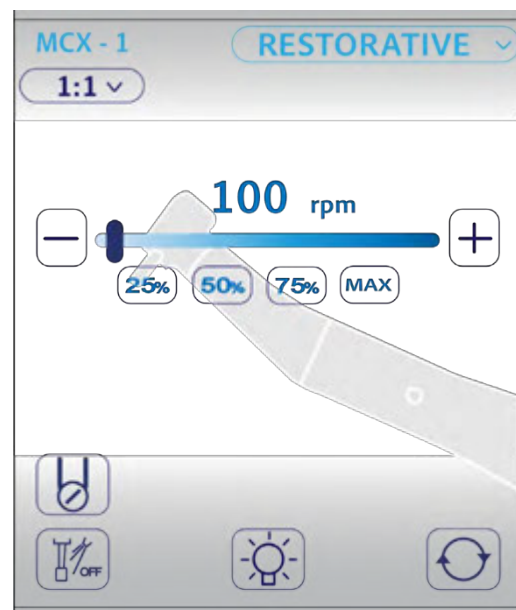 MCX - 1 RESTORATIVE
1:1
100 rpm
25% 50% 75% MAX
OFF